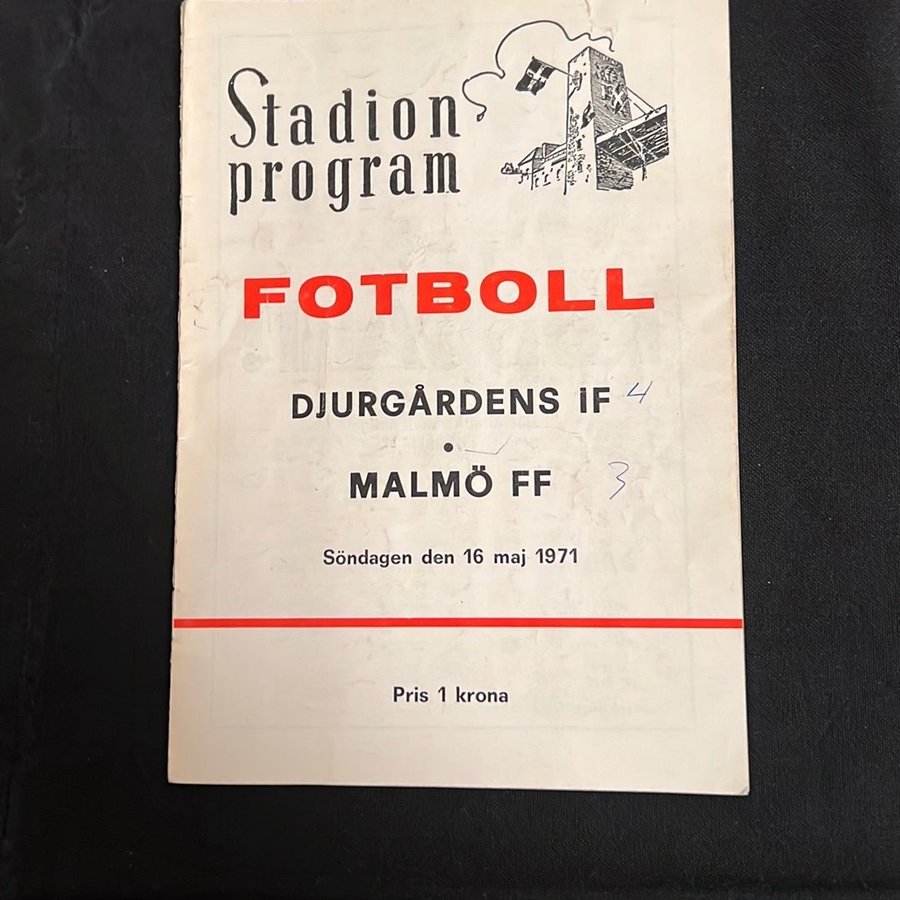 Stadion
program
FOTBOLL
DJURGÅRDENS IF 4
•
MALMÖ FF 3
Söndagen den 16 maj 1971
Pris 1 krona